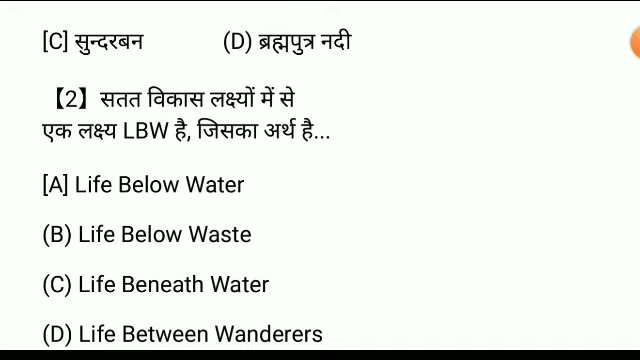 [C] सुन्दरबन (D) ब्रह्मपुत्र नदी
【2】सतत विकास लक्ष्यों में से
एक लक्ष्य LBW है, जिसका अर्थ है...
[A] Life Below Water
(B) Life Below Waste
(C) Life Beneath Water
(D) Life Between Wanderers